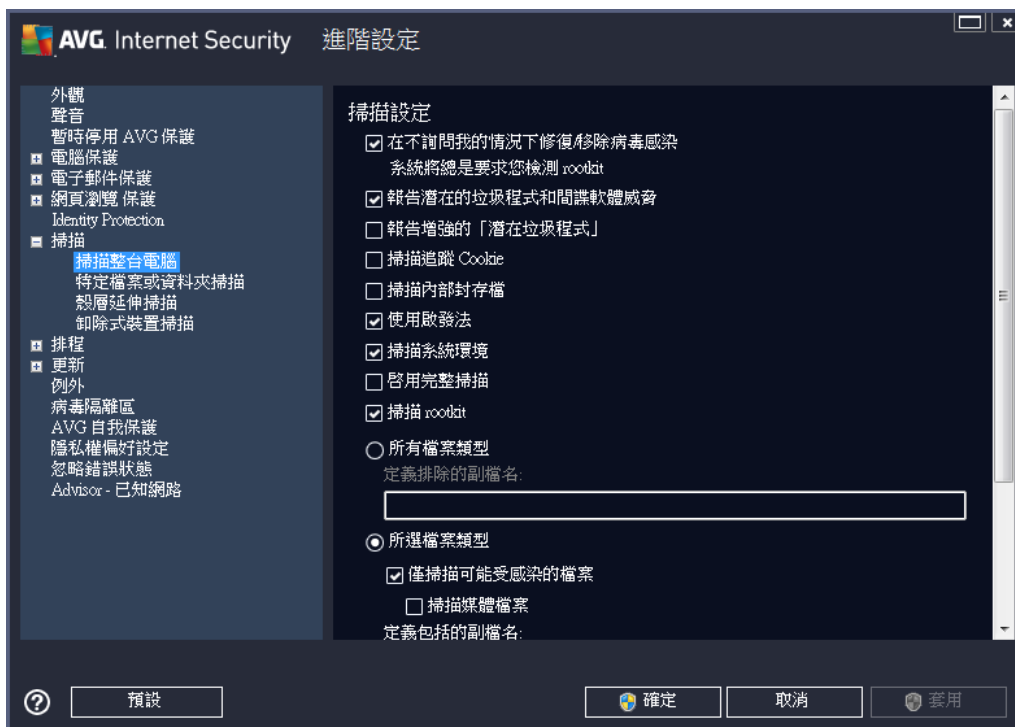 AVG. Internet Security 進階設定
外觀
聲音
暫時停用 AVG 保護
電腦保護
電子郵件保護
網頁瀏覽 保護
Identity Protection
掃描
掃描整台電腦
特定檔案或資料夾掃描
殼層延伸掃描
卸除式裝置掃描
排程
更新
例外
病毒隔離區
AVG 自我保護
隱私權偏好設定
忽略錯誤狀態
Advisor - 已知網路
掃描設定
在不詢問我的情況下修復/移除病毒感染
系統將總是要求您檢測 rootkit
報告潛在的垃圾程式和間諜軟體威脅
報告增強的「潛在垃圾程式」
掃描追蹤 Cookie
掃描內部封存檔
使用啟發法
掃描系統環境
啓用完整掃描
掃描 rootkit
所有檔案類型
定義排除的副檔名:
所選檔案類型
僅掃描可能受感染的檔案
掃描媒體檔案
定義包括的副檔名:
預設
確定
取消
套用